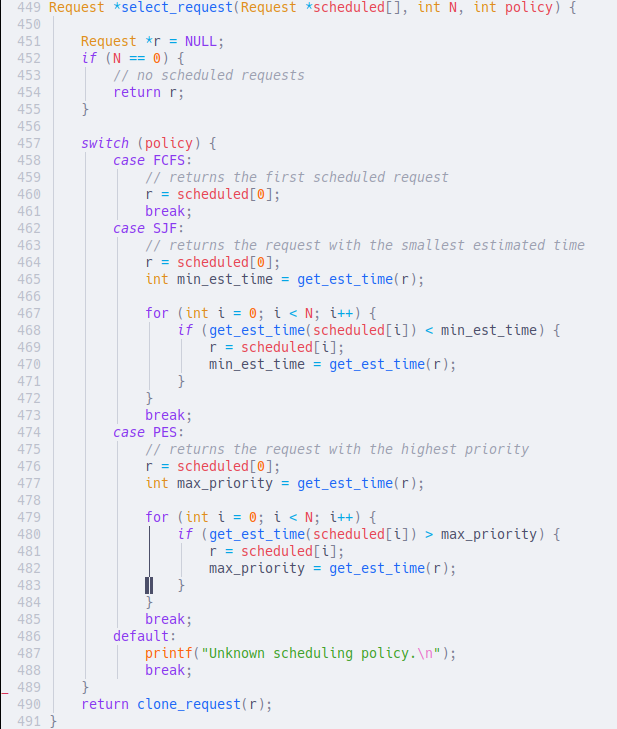 449 Request *select_request(Request *scheduled[], int N, int policy) {
450
451     Request *r = NULL;
452     if (N == 0) {
453         // no scheduled requests
454         return r;
455     }
456
457     switch (policy) {
458         case FCFS:
459             // returns the first scheduled request
460             r = scheduled[0];
461             break;
462         case SJF:
463             // returns the request with the smallest estimated time
464             r = scheduled[0];
465             int min_est_time = get_est_time(r);
466
467             for (int i = 0; i < N; i++) {
468                 if (get_est_time(scheduled[i]) < min_est_time) {
469                     r = scheduled[i];
470                     min_est_time = get_est_time(r);
471                 }
472             }
473             break;
474         case PES:
475             // returns the request with the highest priority
476             r = scheduled[0];
477             int max_priority = get_est_time(r);
478
479             for (int i = 0; i < N; i++) {
480                 if (get_est_time(scheduled[i]) > max_priority) {
481                     r = scheduled[i];
482                     max_priority = get_est_time(r);
483                 }
484             }
485             break;
486         default:
487             printf("Unknown scheduling policy.\n");
488             break;
489     }
490     return clone_request(r);
491 }